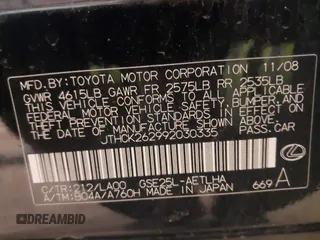 MFD.BY: TOYOTA MOTOR CORPORATION 11/08
GVWR 4615LB GAWR FR 2575LB RR 2535LB
THIS VEHICLE CONFORMS TO ALL APPLICABLE
FEDERAL MOTOR VEHICLE SAFETY, BUMPER,
AND THEFT PREVENTION STANDARDS IN EFFECT
ON THE DATE OF MANUFACTURE SHOWN ABOVE.
JTHCK262992030335 PASS.CAR
C/TR:212/LA00 GSE25L-AETLHA
A/TM:B04A/A760H MADE IN JAPAN 669 A
DREAMBID